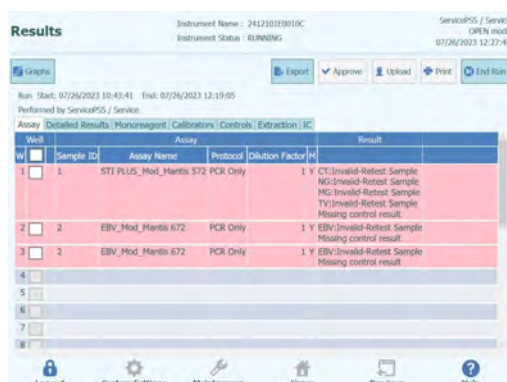 Results
Instrument Name : 2412101E0010C
Instrument Status : RUNNING
ServicePSS / Service
OPEN mode
07/26/2023 12:27:4
Graphs
Export
Approve
Upload
Print
End Run
Run Start: 07/26/2023 10:43:41 End: 07/26/2023 12:19:05
Performed by ServicePSS / Service
Assay Detailed Results Monoreagent Calibrators Controls Extraction IC
Well Assay Result
W Sample ID Assay Name Protocol Dilution Factor M
1 1 STI PLUS_Mod_Mantis 572 PCR Only 1 Y CT:Invalid-Retest Sample
NG:Invalid-Retest Sample
MG:Invalid-Retest Sample
TV:Invalid-Retest Sample
Missing control result
2 2 EBV_Mod_Mantis 672 PCR Only 1 Y EBV:Invalid-Retest Sample
Missing control result
3 2 EBV_Mod_Mantis 672 PCR Only 1 Y EBV:Invalid-Retest Sample
Missing control result
4
5
6
7
8